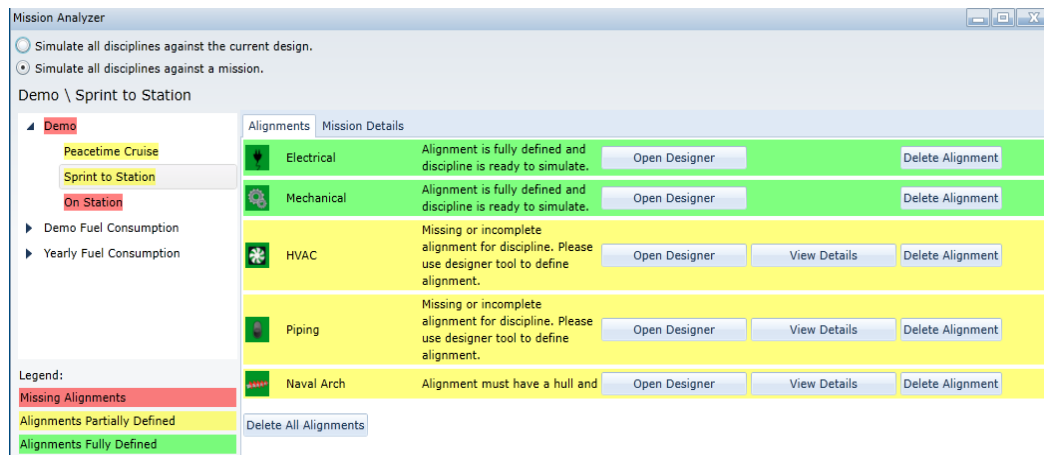 Mission Analyzer
Simulate all disciplines against the current design.
Simulate all disciplines against a mission.
Demo \ Sprint to Station
Demo
Peacetime Cruise
Sprint to Station
On Station
Demo Fuel Consumption
Yearly Fuel Consumption
Legend:
Missing Alignments
Alignments Partially Defined
Alignments Fully Defined
Alignments Mission Details
Electrical
Alignment is fully defined and
discipline is ready to simulate.
Open Designer
Delete Alignment
Mechanical
Alignment is fully defined and
discipline is ready to simulate.
Open Designer
Delete Alignment
HVAC
Missing or incomplete
alignment for discipline. Please
use designer tool to define
alignment.
Open Designer
View Details
Delete Alignment
Piping
Missing or incomplete
alignment for discipline. Please
use designer tool to define
alignment.
Open Designer
View Details
Delete Alignment
Naval Arch
Alignment must have a hull and
Open Designer
View Details
Delete Alignment
Delete All Alignments